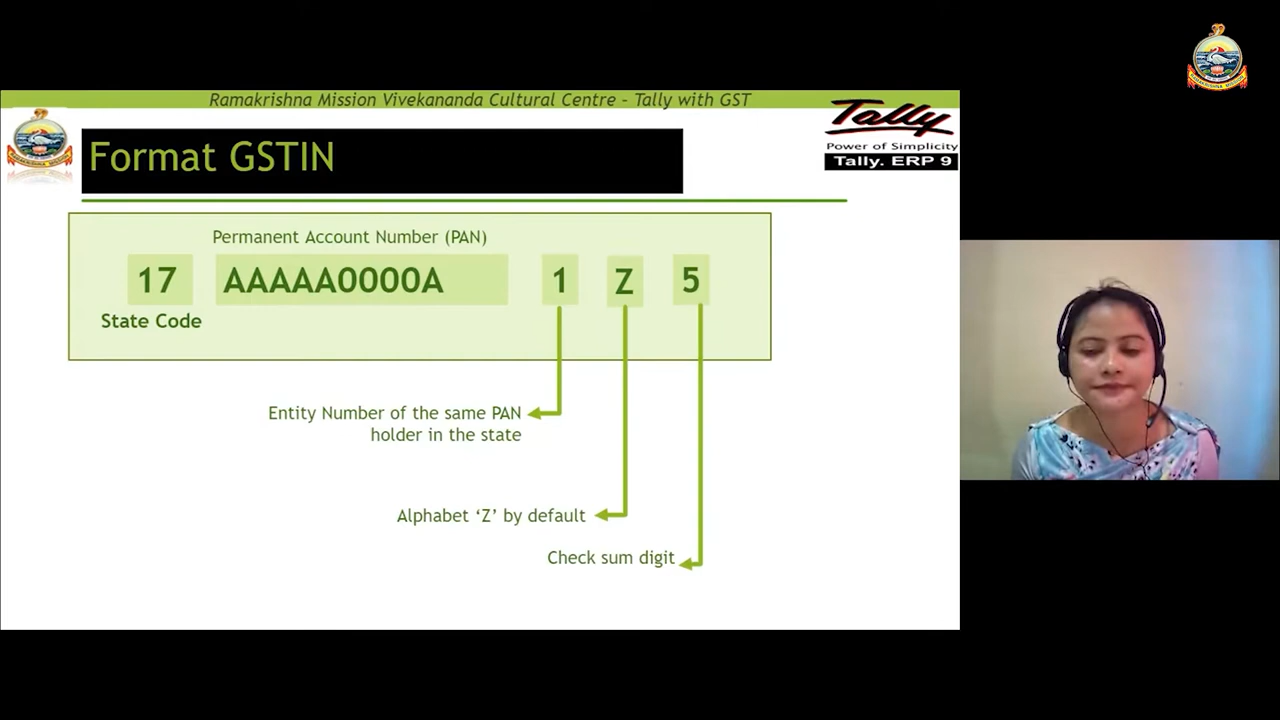 Ramakrishna Mission Vivekananda Cultural Centre – Tally with GST
Tally
Power of Simplicity
Tally. ERP 9
Format GSTIN
Permanent Account Number (PAN)
17 AAAAA0000A 1 Z 5
State Code
Entity Number of the same PAN
holder in the state
Alphabet ‘Z’ by default
Check sum digit
RAMAKRISHNA MISSION